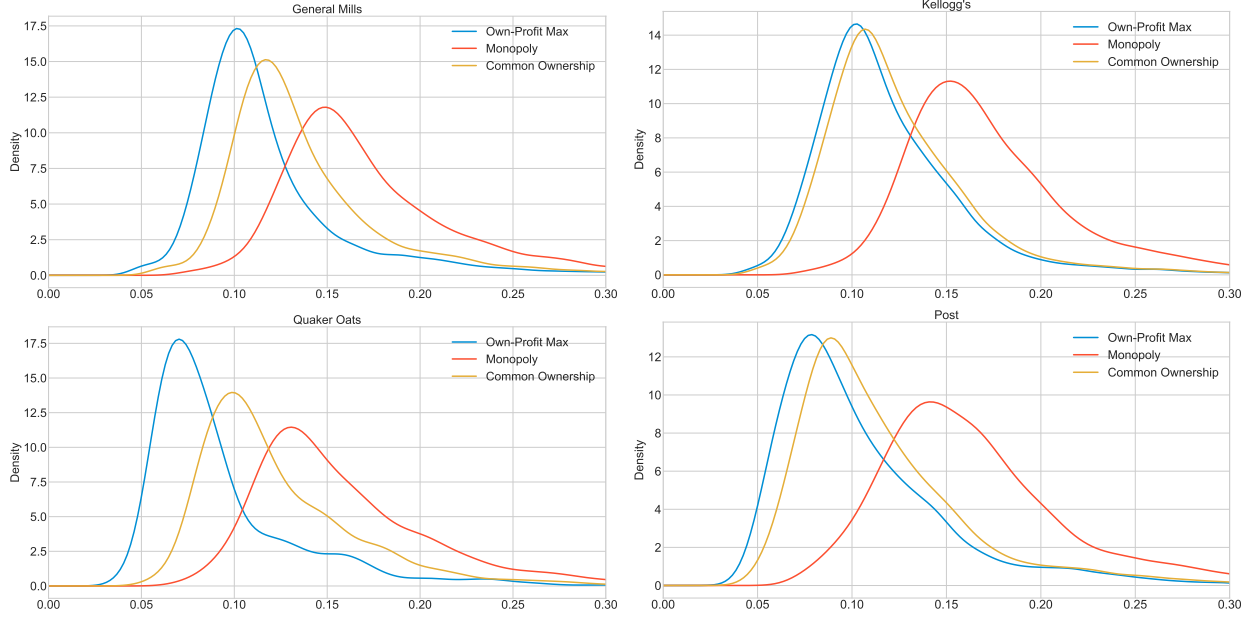 General Mills
Density
17.5
15.0
12.5
10.0
7.5
5.0
2.5
0.0
0.00 0.05 0.10 0.15 0.20 0.25 0.30
Own-Profit Max
Monopoly
Common Ownership
Kellogg's
Density
14
12
10
8
6
4
2
0
0.00 0.05 0.10 0.15 0.20 0.25 0.30
Own-Profit Max
Monopoly
Common Ownership
Quaker Oats
Density
17.5
15.0
12.5
10.0
7.5
5.0
2.5
0.0
0.00 0.05 0.10 0.15 0.20 0.25 0.30
Own-Profit Max
Monopoly
Common Ownership
Post
Density
12
10
8
6
4
2
0
0.00 0.05 0.10 0.15 0.20 0.25 0.30
Own-Profit Max
Monopoly
Common Ownership